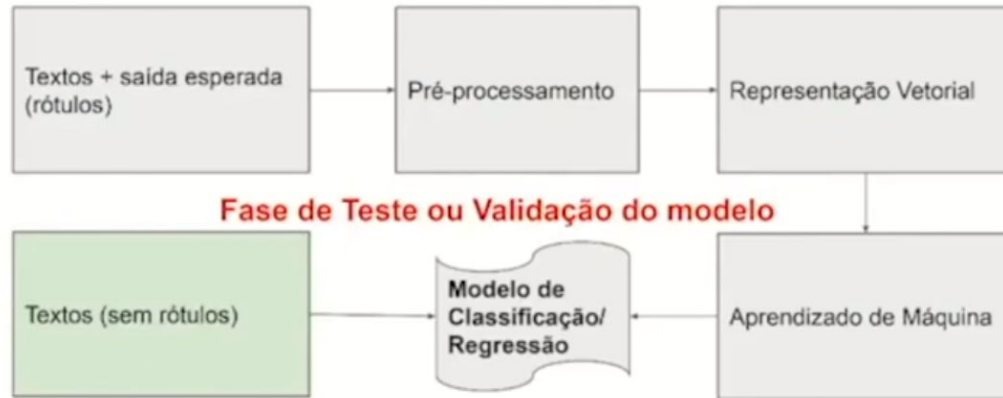 Textos + saída esperada
(rótulos)
Pré-processamento
Representação Vetorial
Fase de Teste ou Validação do modelo
Textos (sem rótulos)
Modelo de
Classificação/
Regressão
Aprendizado de Máquina